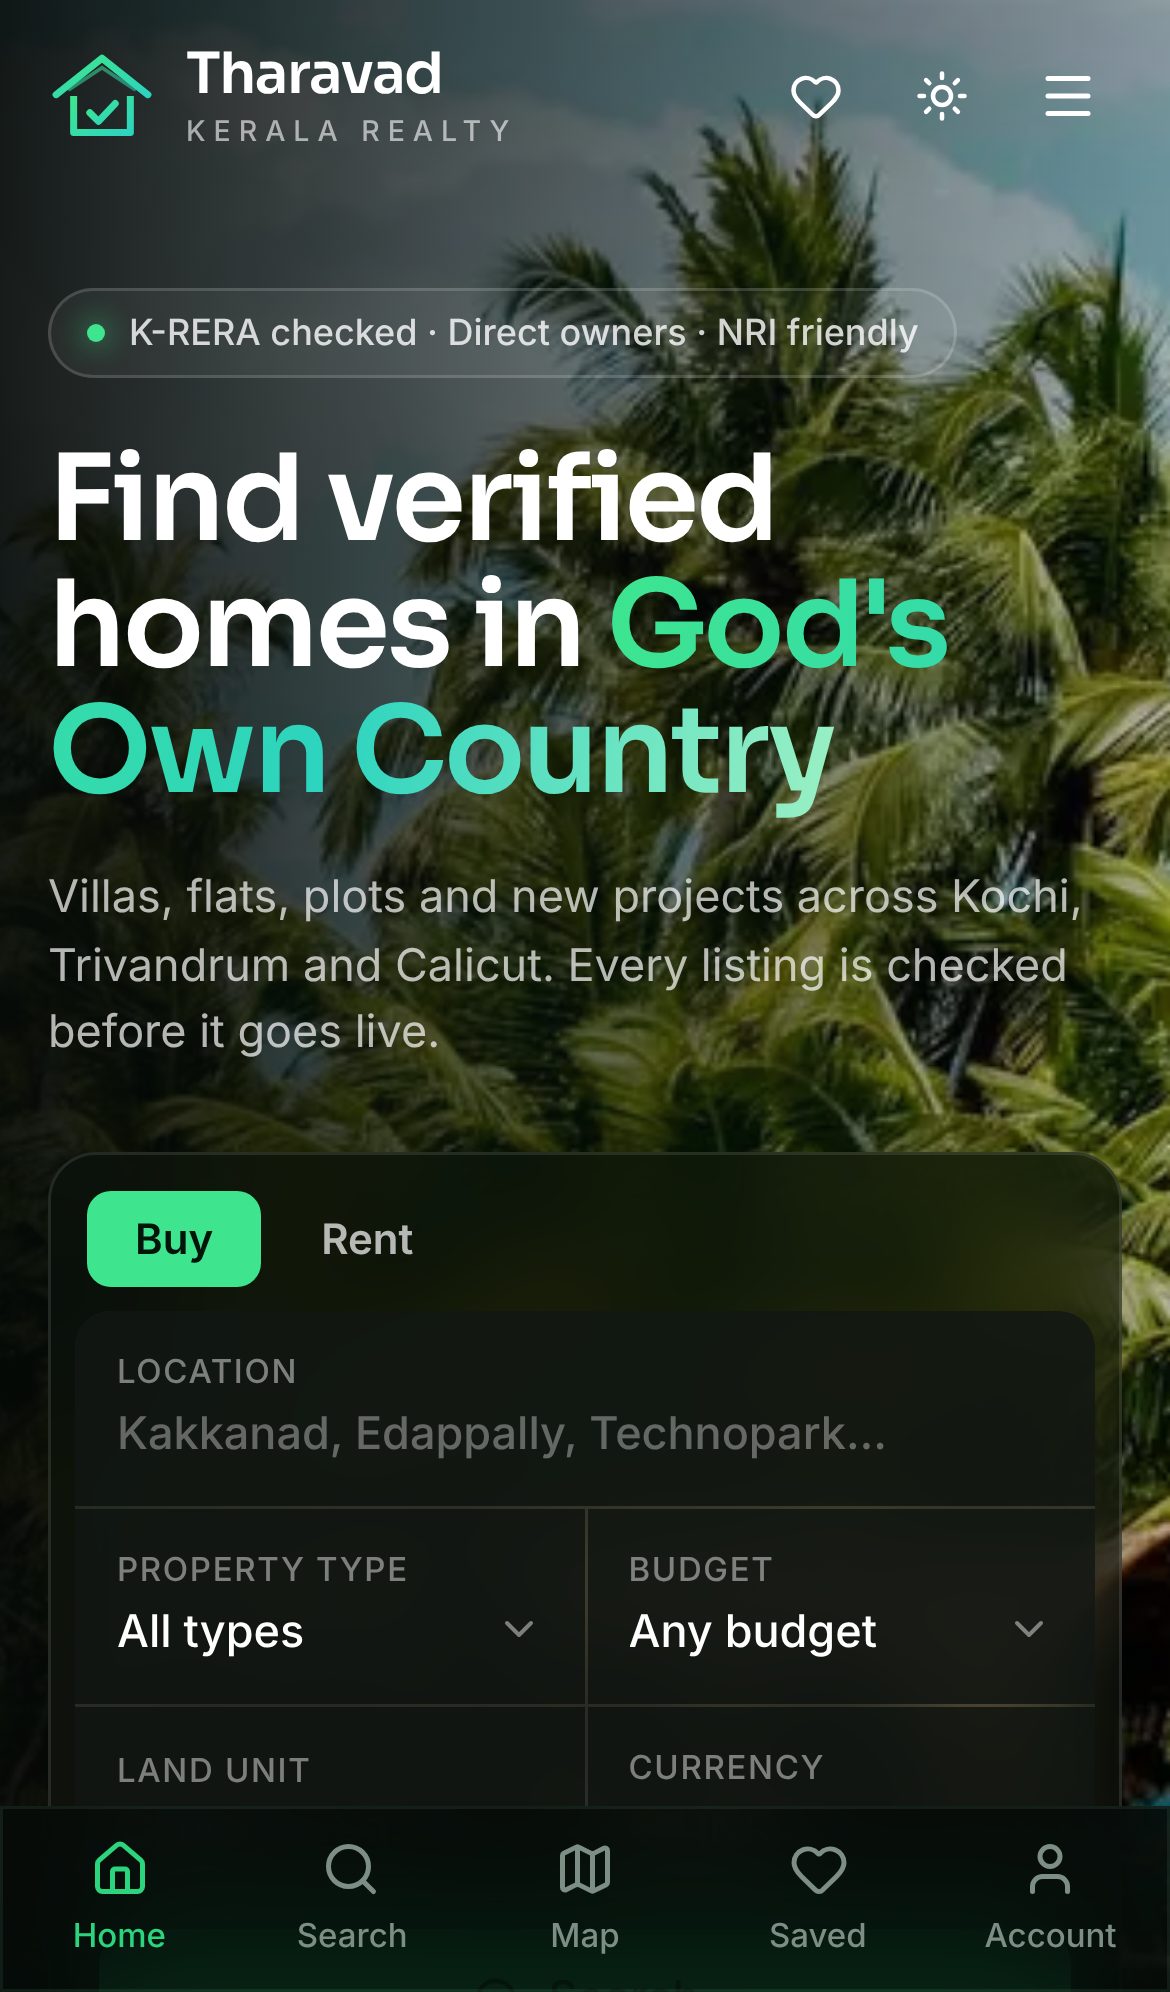 Tharavad
KERALA REALTY
K-RERA checked · Direct owners · NRI friendly
Find verified
homes in God's
Own Country
Villas, flats, plots and new projects across Kochi,
Trivandrum and Calicut. Every listing is checked
before it goes live.
Buy Rent
LOCATION
Kakkanad, Edappally, Technopark...
PROPERTY TYPE BUDGET
All types Any budget
LAND UNIT CURRENCY
Home Search Map Saved Account